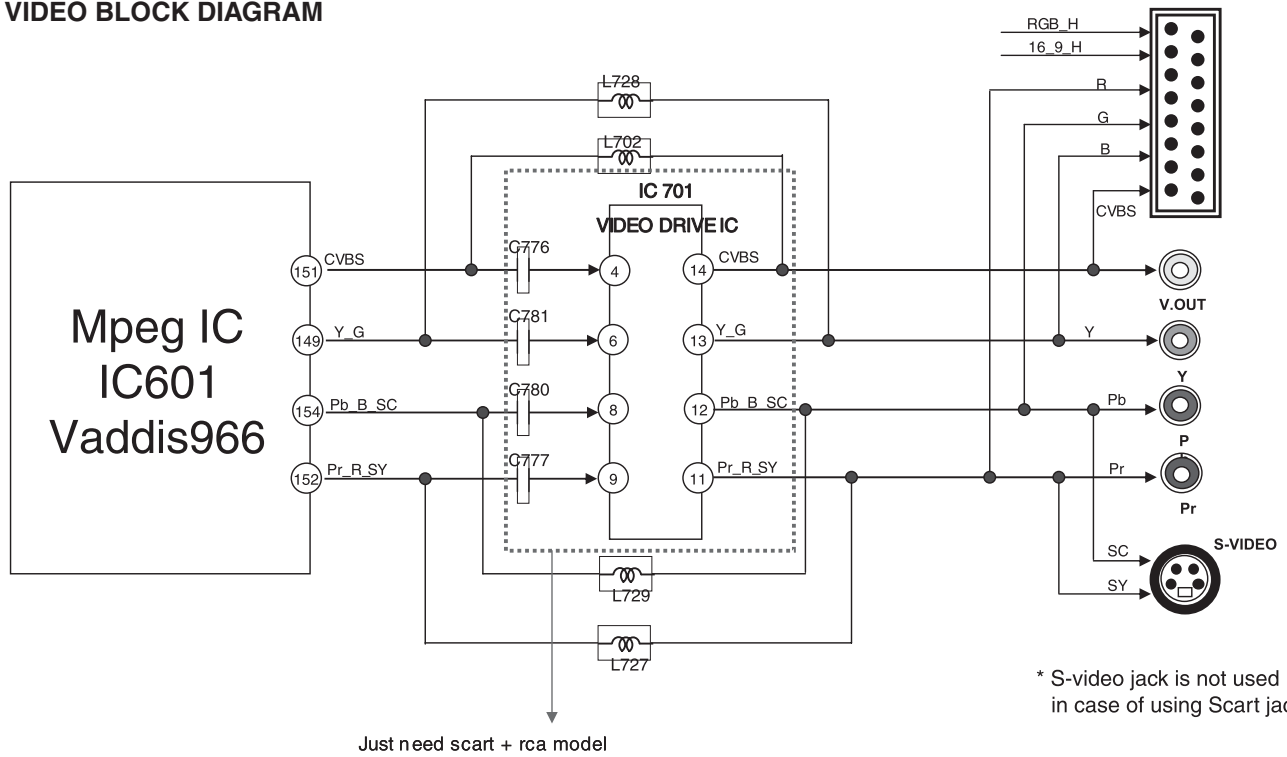 VIDEO BLOCK DIAGRAM
RGB_H
16_9_H
R
G
B
CVBS
L728
L702
IC 701
VIDEO DRIVE IC
Mpeg IC
IC601
Vaddis966
151
CVBS
C776
4
14
CVBS
V.OUT
149
Y_G
C781
6
13
Y_G
Y
Y
154
Pb_B_SC
C780
8
12
Pb_B_SC
Pb
P
152
Pr_R_SY
C777
9
11
Pr_R_SY
Pr
Pr
S-VIDEO
SC
SY
L729
L727
* S-video jack is not used
in case of using Scart jac
Just need scart + rca model